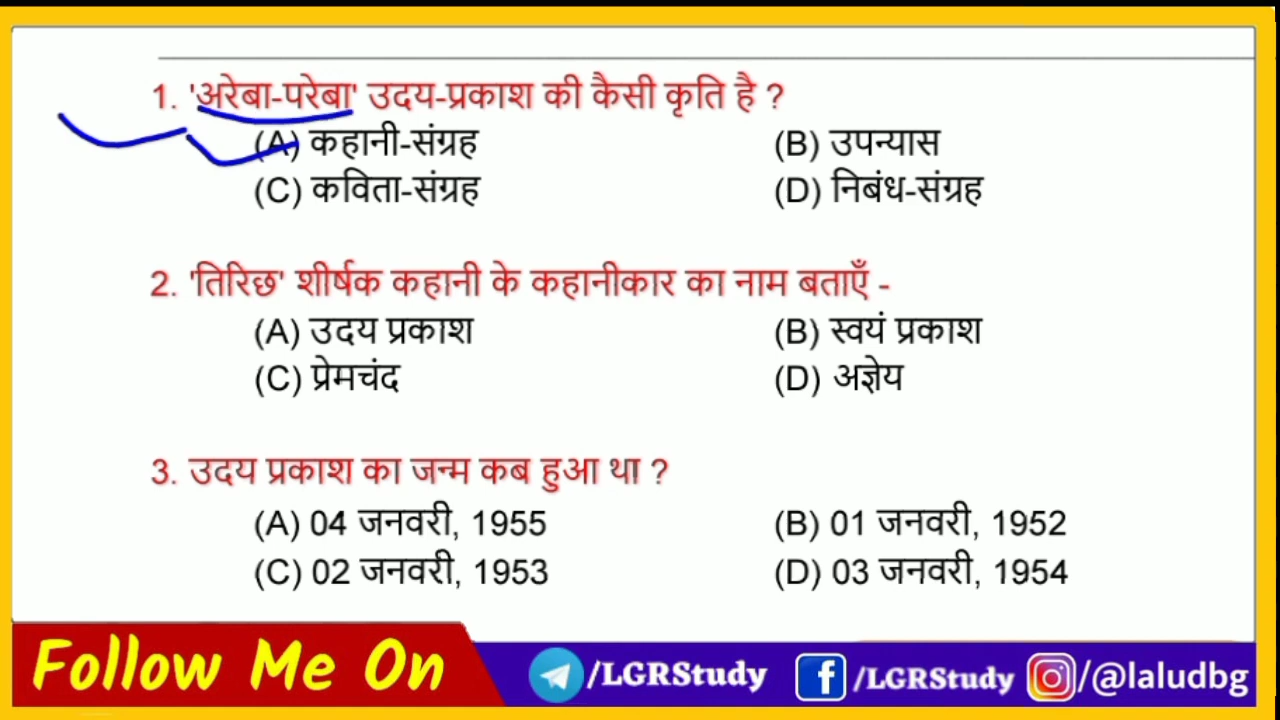 1. 'अरेबा-परेबा' उदय-प्रकाश की कैसी कृति है ?
(A) कहानी-संग्रह (B) उपन्यास
(C) कविता-संग्रह (D) निबंध-संग्रह
2. 'तिरिछ' शीर्षक कहानी के कहानीकार का नाम बताएँ -
(A) उदय प्रकाश (B) स्वयं प्रकाश
(C) प्रेमचंद (D) अज्ञेय
3. उदय प्रकाश का जन्म कब हुआ था ?
(A) 04 जनवरी, 1955 (B) 01 जनवरी, 1952
(C) 02 जनवरी, 1953 (D) 03 जनवरी, 1954
Follow Me On /LGRStudy /LGRStudy /@laludbg